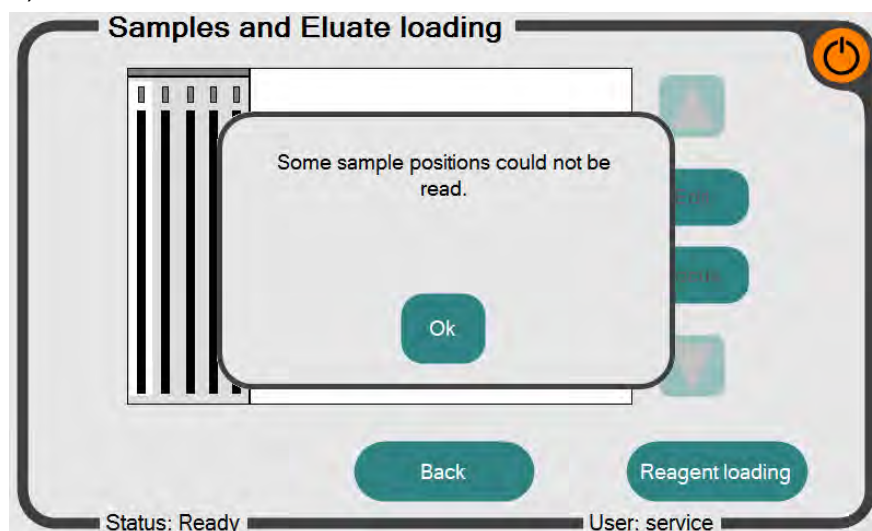 Samples and Eluate loading
Some sample positions could not be
read.
Ok
Back
Reagent loading
Status: Ready
User: service